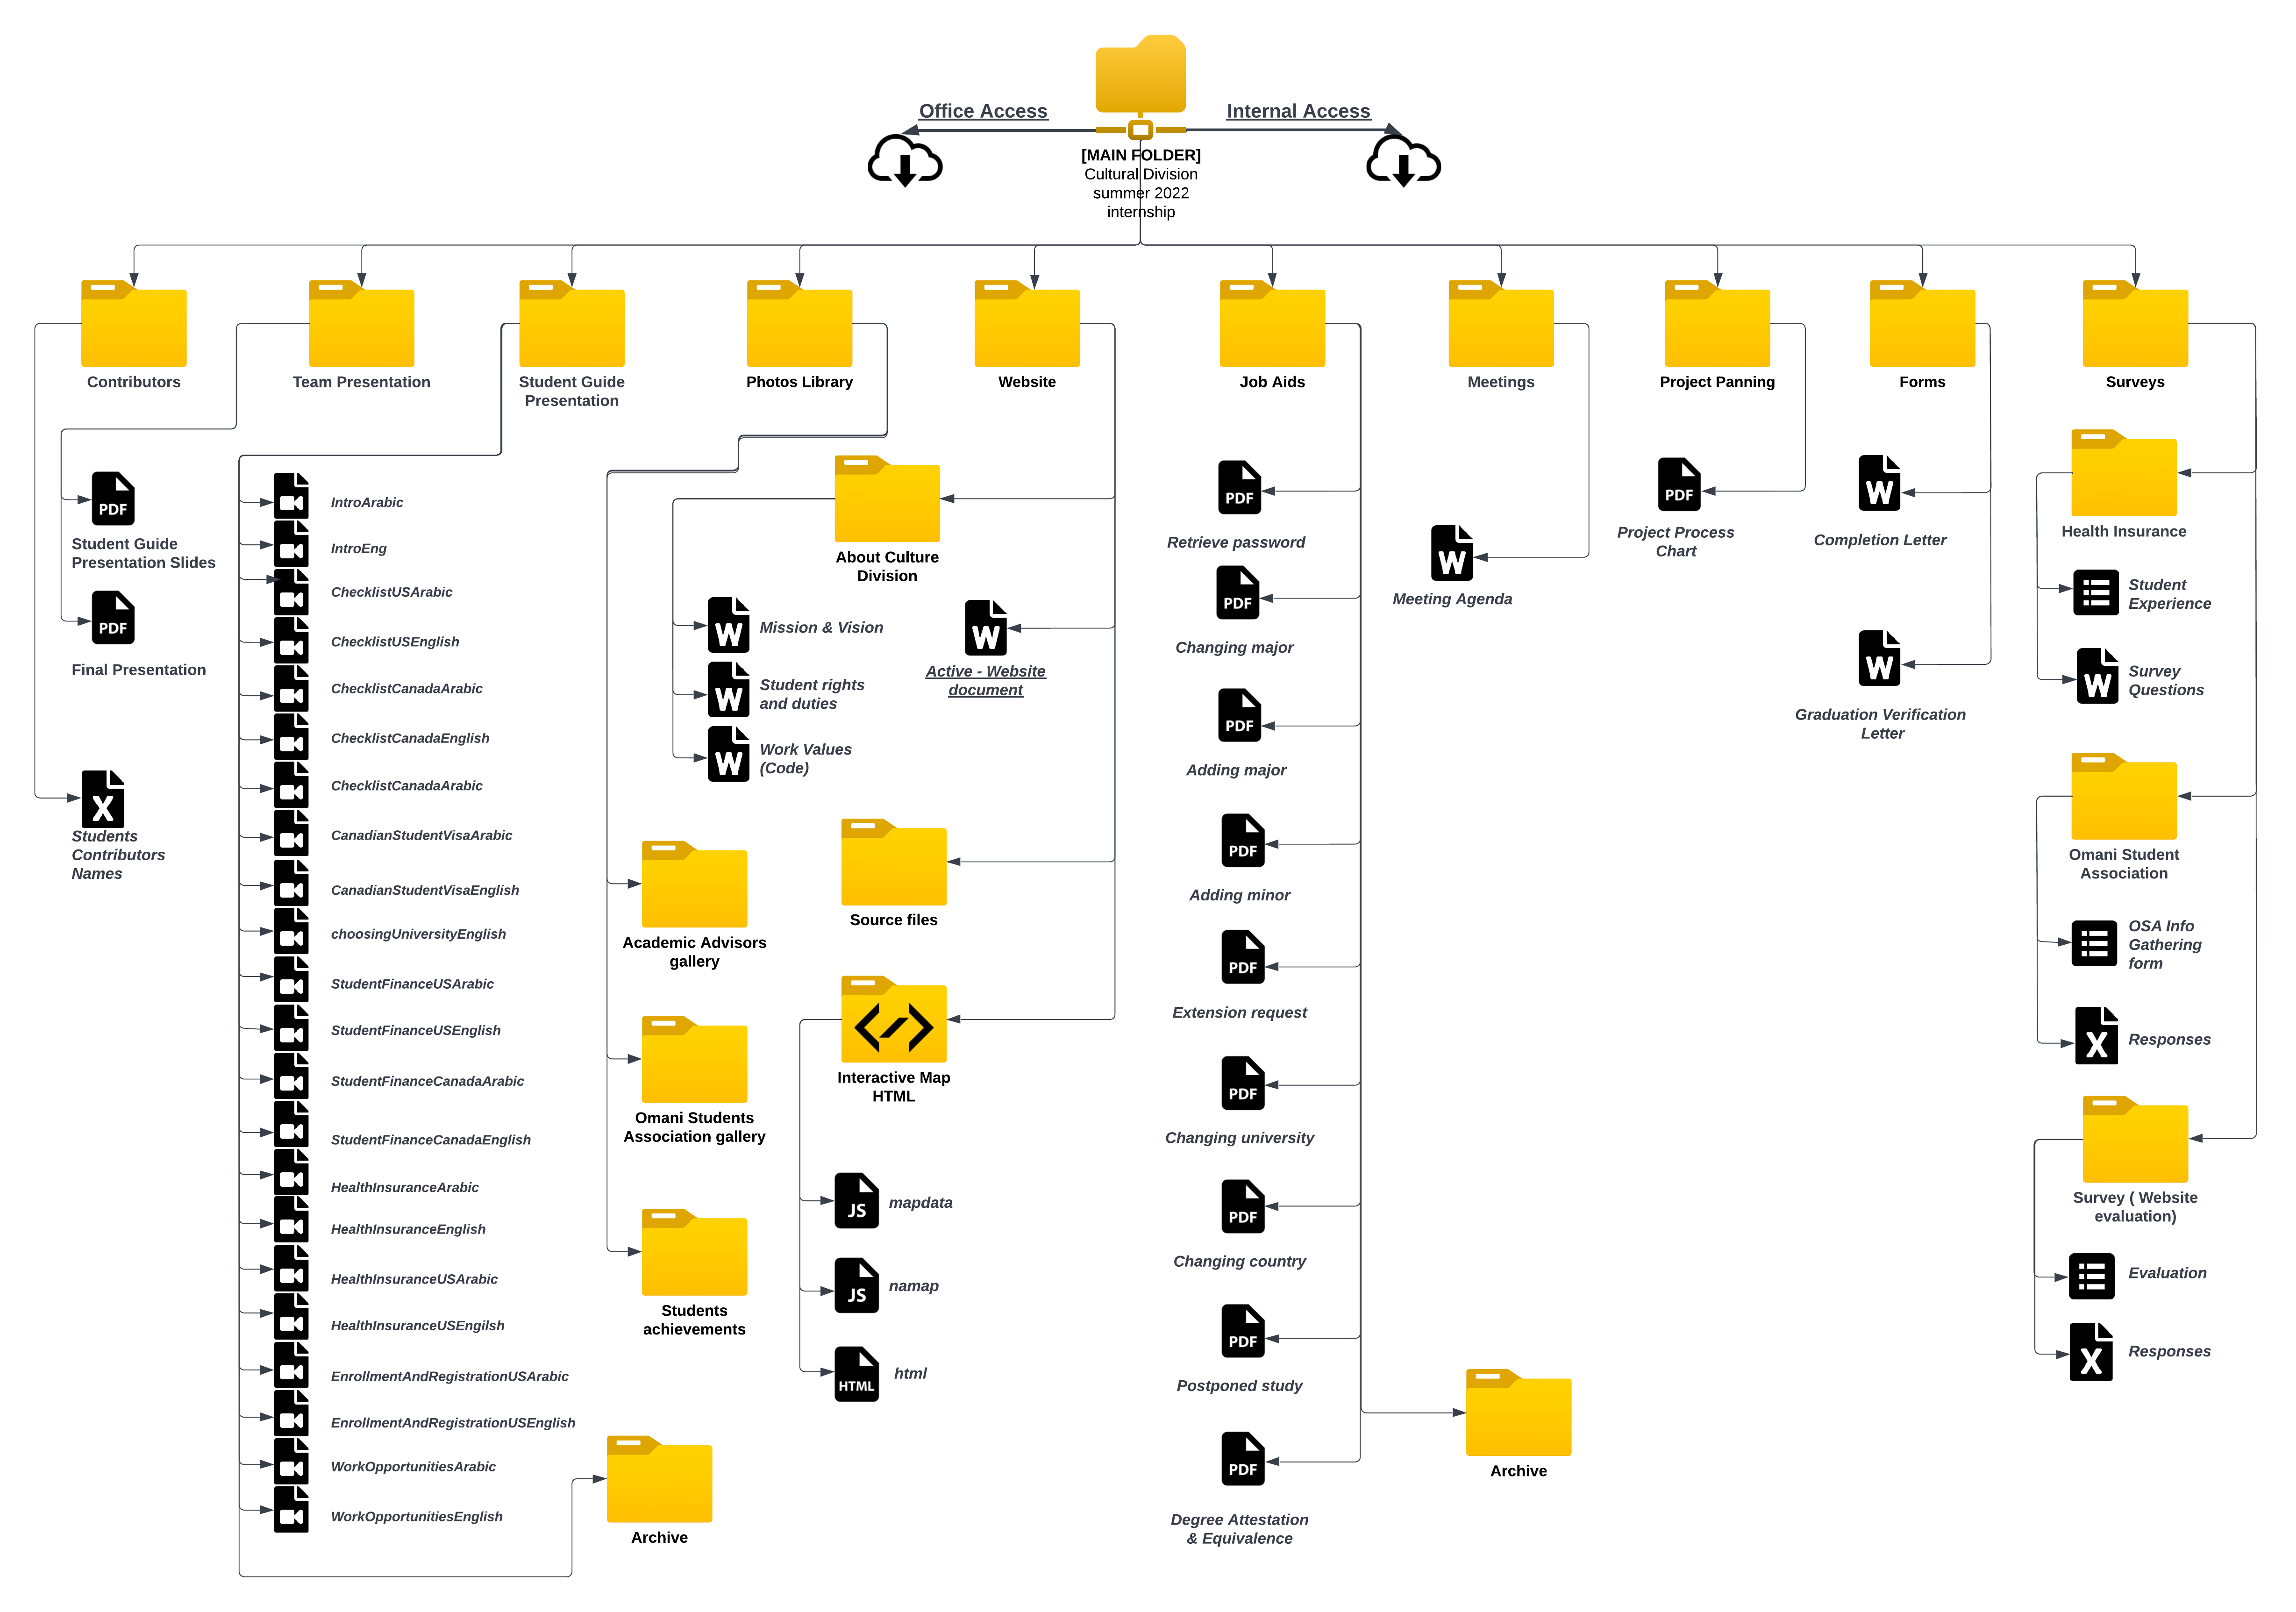 Office Access
Internal Access
[MAIN FOLDER]
Cultural Division
summer 2022
internship
Contributors
Team Presentation
Student Guide
Presentation
Photos Library
Website
Job Aids
Meetings
Project Panning
Forms
Surveys
PDF
Student Guide
Presentation Slides
PDF
Final Presentation
X
Students
Contributors
Names
IntroArabic
IntroEng
ChecklistUSArabic
ChecklistUSEnglish
ChecklistCanadaArabic
ChecklistCanadaEnglish
ChecklistCanadaArabic
CanadianStudentVisaArabic
CanadianStudentVisaEnglish
choosingUniversityEnglish
StudentFinanceUSArabic
StudentFinanceUSEnglish
StudentFinanceCanadaArabic
StudentFinanceCanadaEnglish
HealthInsuranceArabic
HealthInsuranceEnglish
HealthInsuranceUSArabic
HealthInsuranceUSEngilsh
EnrollmentAndRegistrationUSArabic
EnrollmentAndRegistrationUSEnglish
WorkOpportunitiesArabic
WorkOpportunitiesEnglish
Archive
Academic Advisors
gallery
Omani Students
Association gallery
Students
achievements
About Culture
Division
W
Mission & Vision
W
Student rights
and duties
W
Work Values
(Code)
W
Active - Website
document
Source files
Interactive Map
HTML
JS
mapdata
JS
namap
HTML
html
PDF
Retrieve password
PDF
Changing major
PDF
Adding major
PDF
Adding minor
PDF
Extension request
PDF
Changing university
PDF
Changing country
PDF
Postponed study
PDF
Degree Attestation
& Equivalence
Archive
W
Meeting Agenda
PDF
Project Process
Chart
W
Completion Letter
W
Graduation Verification
Letter
Health Insurance
Student
Experience
W
Survey
Questions
Omani Student
Association
OSA Info
Gathering
form
X
Responses
Survey ( Website
evaluation)
Evaluation
X
Responses